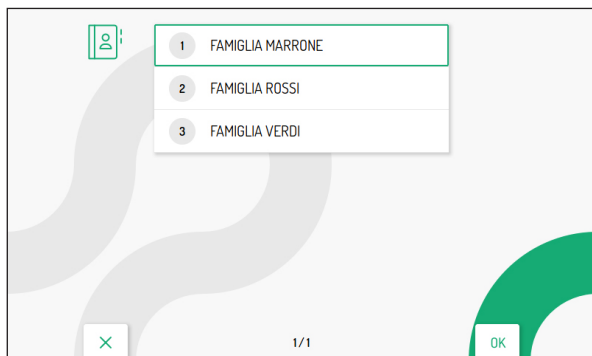 1 FAMIGLIA MARRONE
2 FAMIGLIA ROSSI
3 FAMIGLIA VERDI
1/1
OK